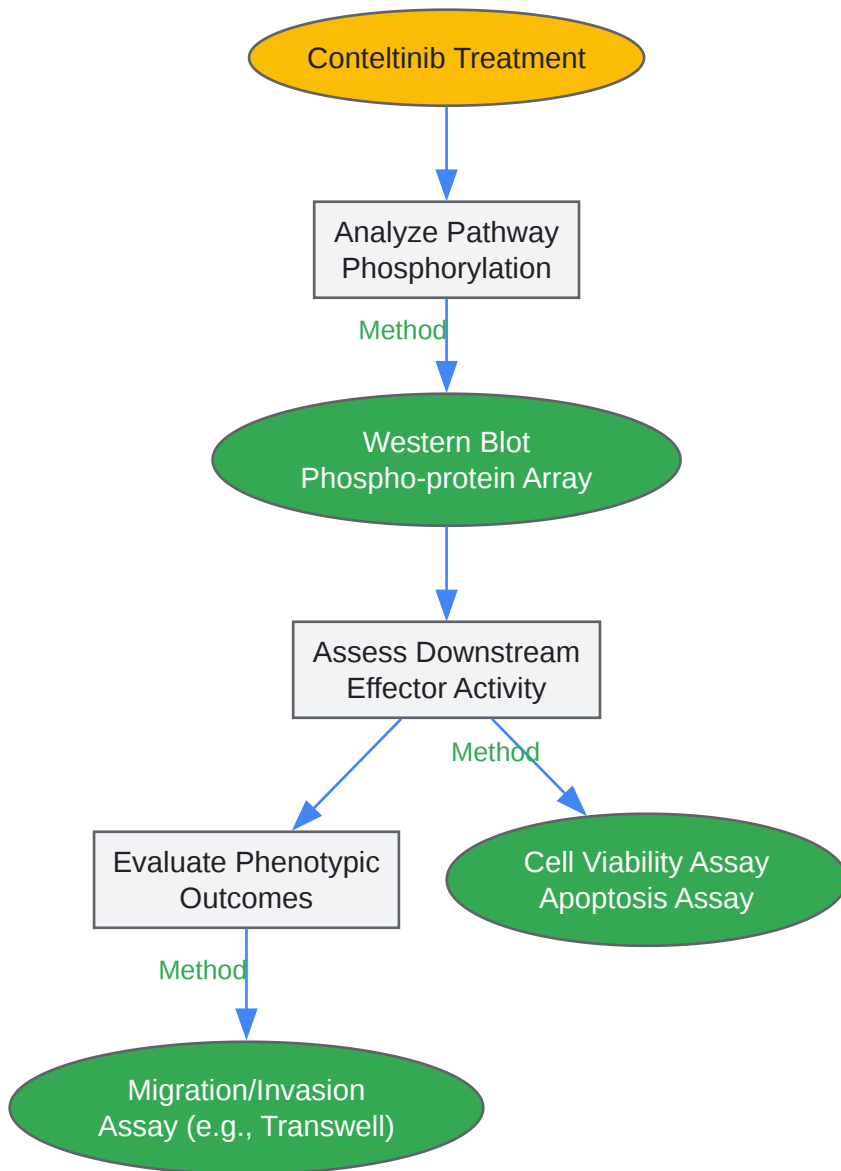 Conteltinib Treatment
Analyze Pathway
Phosphorylation
Method
Western Blot
Phospho-protein Array
Assess Downstream
Effector Activity
Method
Evaluate Phenotypic
Outcomes
Cell Viability Assay
Apoptosis Assay
Method
Migration/Invasion
Assay (e.g., Transwell)